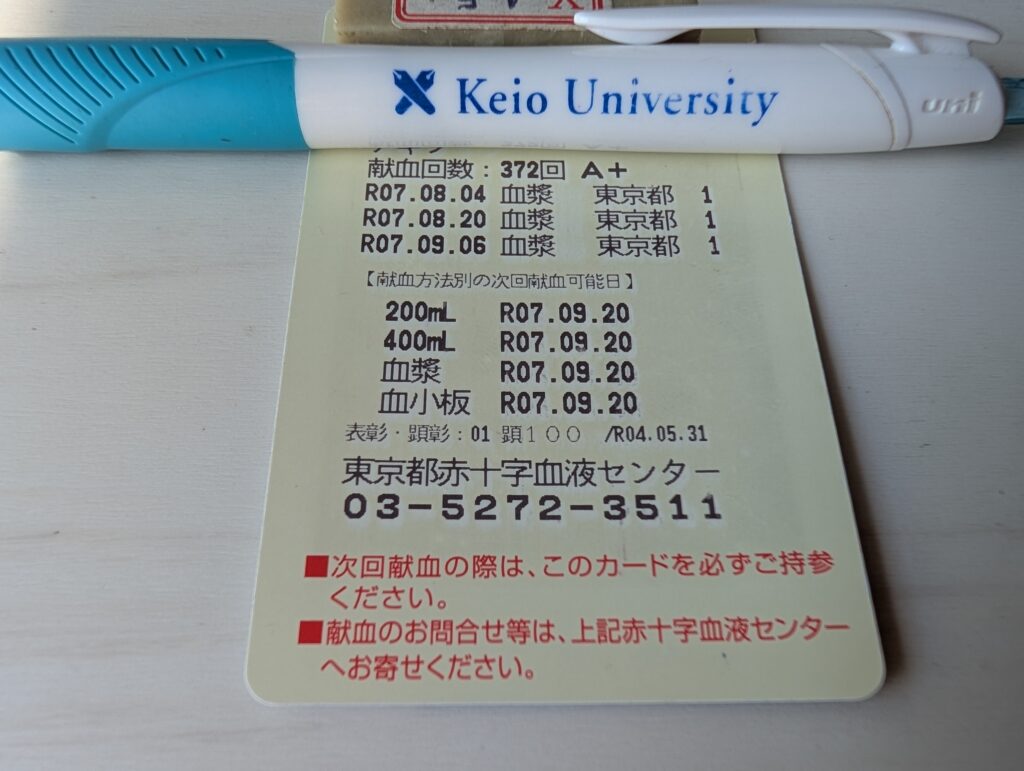 Keio University
uni
献血回数：372回 A+
R07.08.04 血漿 東京都 1
R07.08.20 血漿 東京都 1
R07.09.06 血漿 東京都 1
【献血方法別の次回献血可能日】
200mL R07.09.20
400mL R07.09.20
血漿 R07.09.20
血小板 R07.09.20
表彰・顕彰：01 顕１００ /R04.05.31
東京都赤十字血液センター
03-5272-3511
■次回献血の際は、このカードを必ずご持参
ください。
■献血のお問合せ等は、上記赤十字血液センター
へお寄せください。